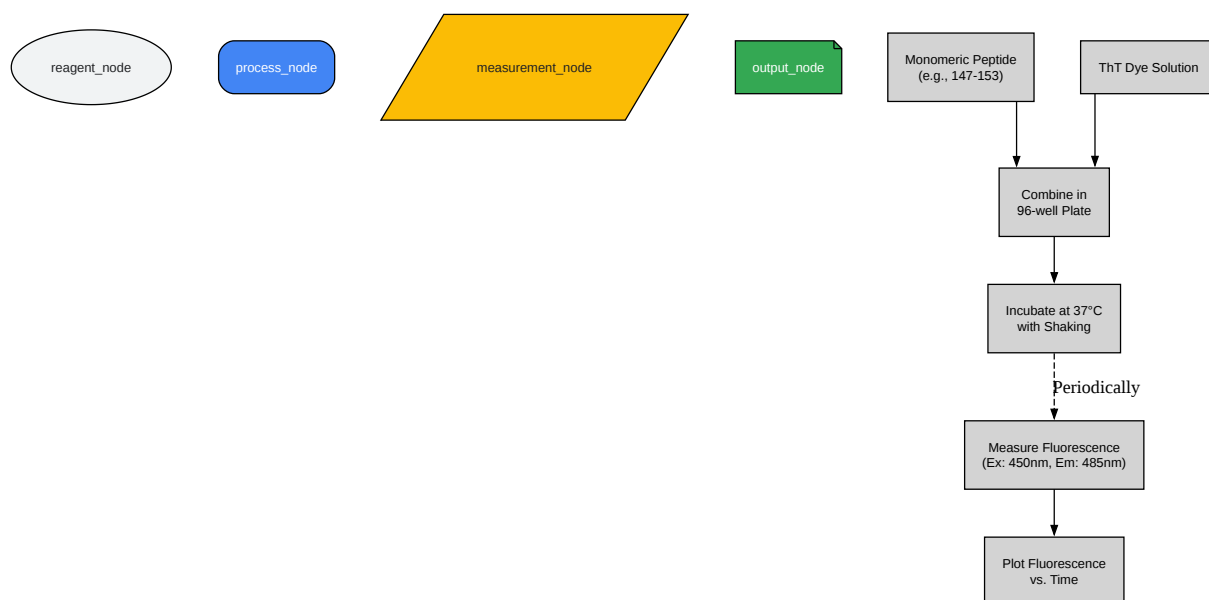 reagent_node
process_node
measurement_node
output_node
Monomeric Peptide
(e.g., 147-153)
ThT Dye Solution
Combine in
96-well Plate
Incubate at 37°C
with Shaking
Periodically
Measure Fluorescence
(Ex: 450nm, Em: 485nm)
Plot Fluorescence
vs. Time